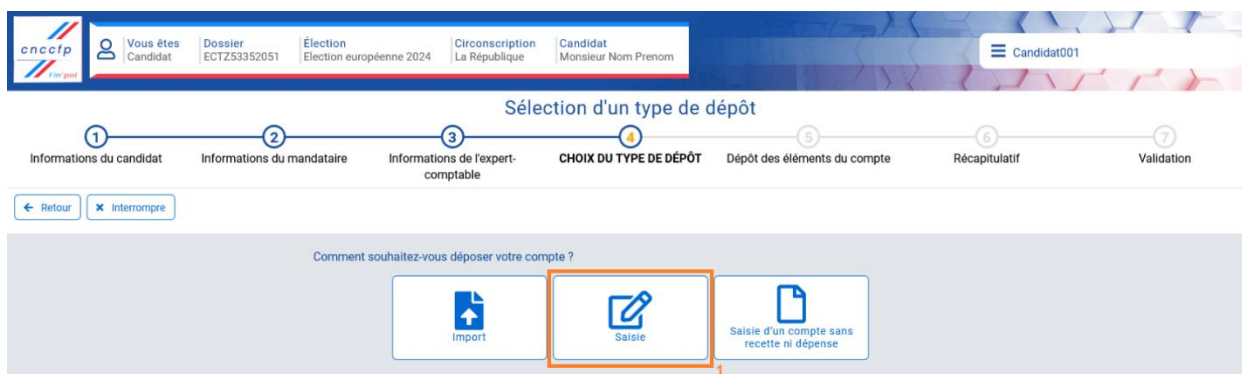 cnccfp
Fin'pol
Vous êtes
Candidat
Dossier
ECTZ53352051
Élection
Election européenne 2024
Circonscription
La République
Candidat
Monsieur Nom Prenom
Candidat001
Sélection d'un type de dépôt
1
Informations du candidat
2
Informations du mandataire
3
Informations de l'expert-
comptable
4
CHOIX DU TYPE DE DÉPÔT
5
Dépôt des éléments du compte
6
Récapitulatif
7
Validation
Retour
Interrompre
Comment souhaitez-vous déposer votre compte ?
Import
Saisie
Saisie d'un compte sans
recette ni dépense
1